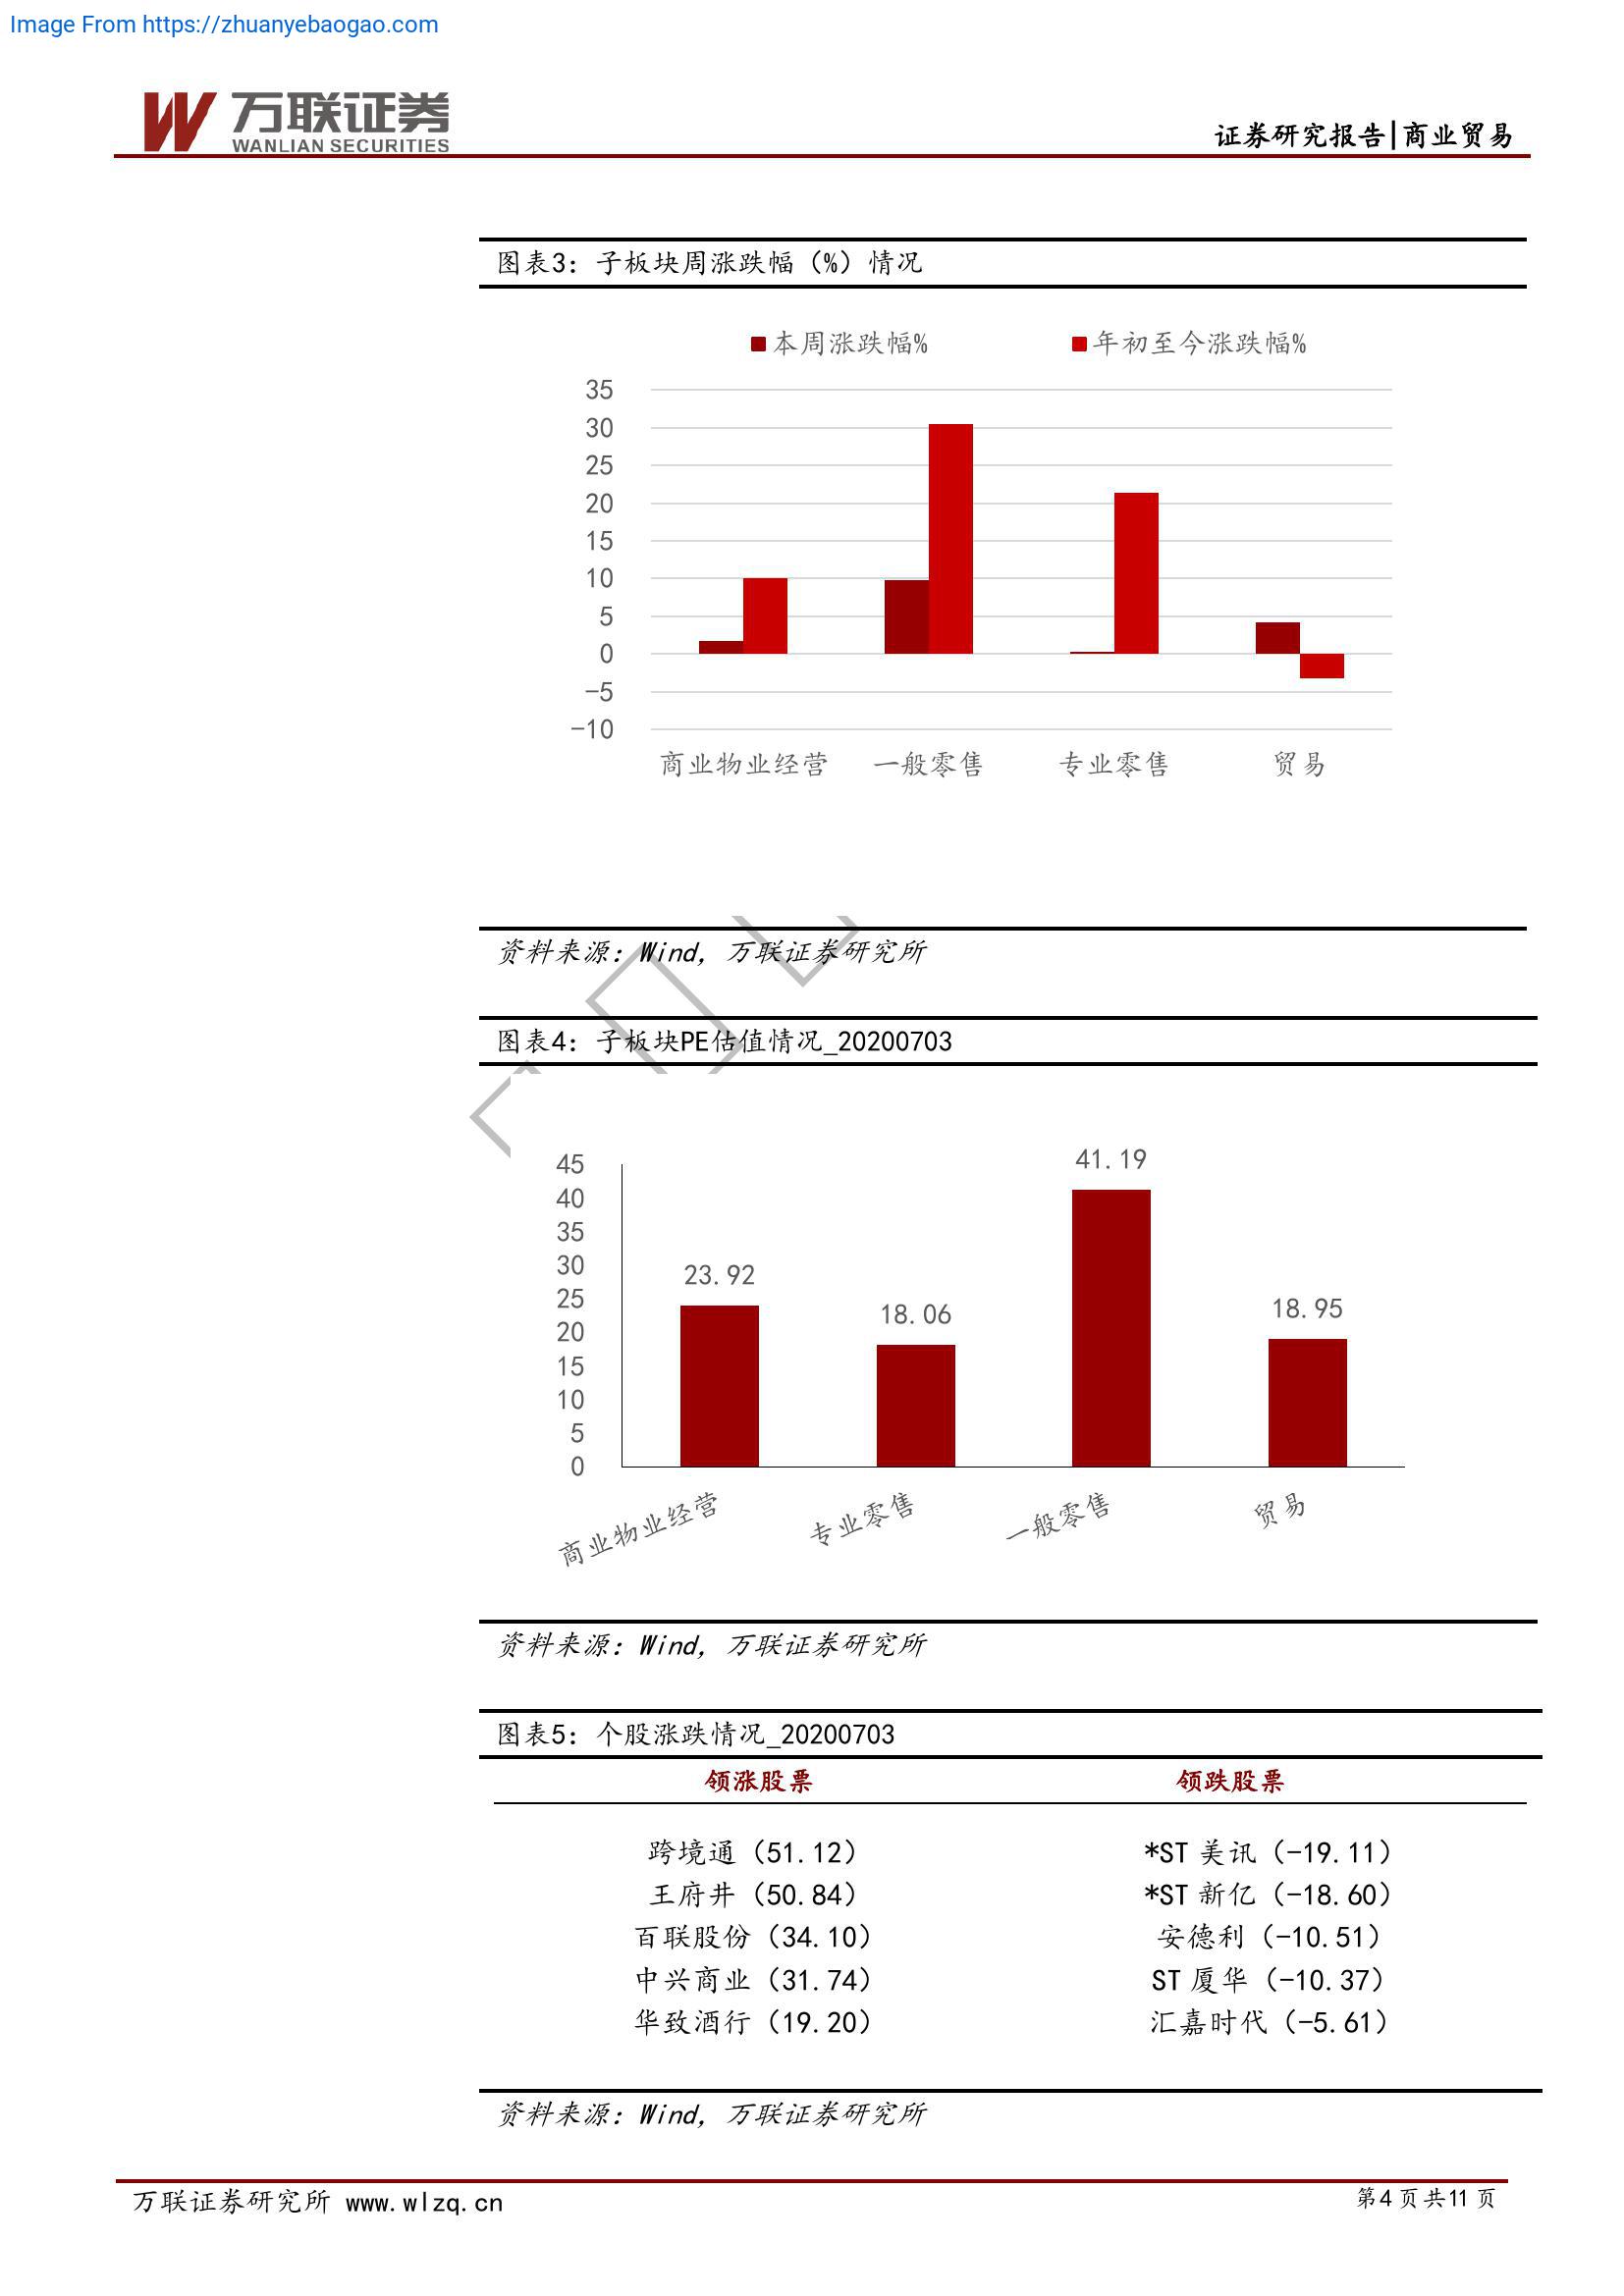 Image From https://zhuanyebaogao.com
万联证券
WANLIAN SECURITIES
证券研究报告|商业贸易
图表3：子板块周涨跌幅（%）情况
本周涨跌幅% 年初至今涨跌幅%
35
30
25
20
15
10
5
0
-5
-10
商业物业经营 一般零售 专业零售 贸易
资料来源：Wind，万联证券研究所
图表4：子板块PE估值情况_20200703
45
40
35
30
25
20
15
10
5
0
23.92 18.06 41.19 18.95
商业物业经营 专业零售 一般零售 贸易
资料来源：Wind，万联证券研究所
图表5：个股涨跌情况_20200703
领涨股票 领跌股票
跨境通（51.12） *ST 美讯（-19.11）
王府井（50.84） *ST 新亿（-18.60）
百联股份（34.10） 安德利（-10.51）
中兴商业（31.74） ST 厦华（-10.37）
华致酒行（19.20） 汇嘉时代（-5.61）
资料来源：Wind，万联证券研究所
万联证券研究所 www.wlzq.cn 第4页共11页